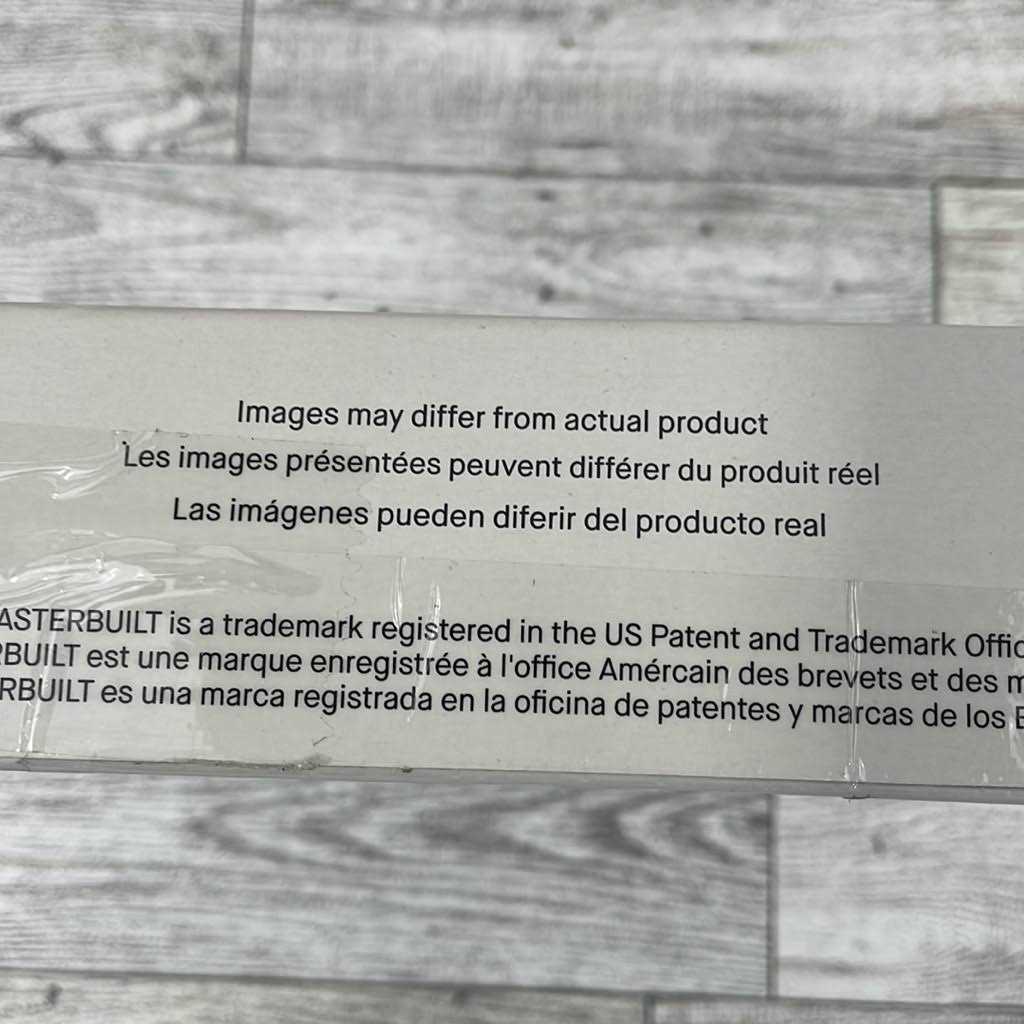 Images may differ from actual product
Les images présentées peuvent différer du produit réel
Las imágenes pueden diferir del producto real
ASTERBUILT is a trademark registered in the US Patent and Trademark Offic
RBUILT est une marque enregistrée à l'office Amércain des brevets et des m
RBUILT es una marca registrada en la oficina de patentes y marcas de los E